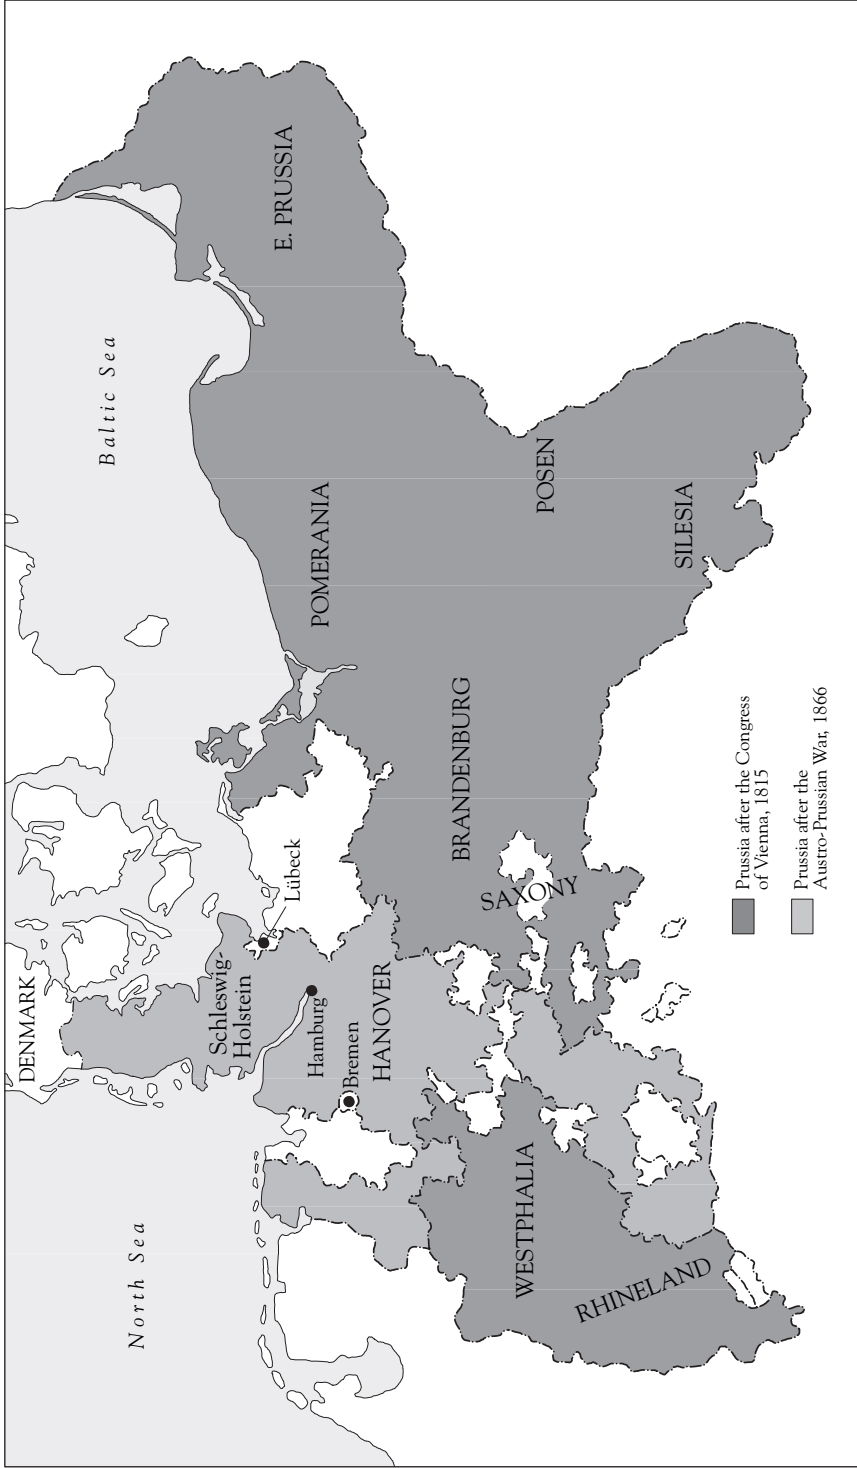 North Sea
Baltic Sea
DENMARK
Schleswig-
Holstein
Lübeck
Hamburg
Bremen
HANOVER
POMERANIA
E. PRUSSIA
BRANDENBURG
POSEN
SAXONY
WESTPHALIA
RHINELAND
SILESIA
Prussia after the Congress
of Vienna, 1815
Prussia after the
Austro-Prussian War, 1866